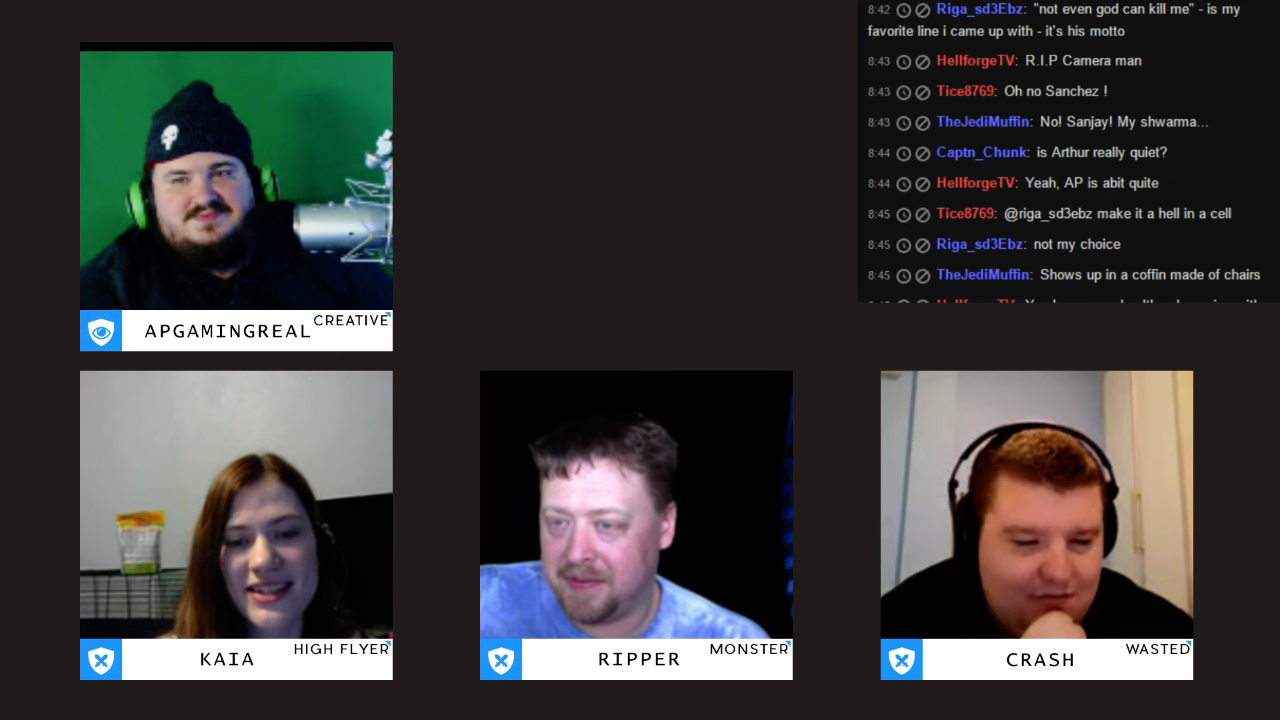 8:42 Riga_sd3Ebz: "not even god can kill me" - is my
favorite line i came up with - it's his motto
8:43 HellforgeTV: R.I.P Camera man
8:43 Tice8769: Oh no Sanchez !
8:43 TheJediMuffin: No! Sanjay! My shwarma...
8:44 Captn_Chunk: is Arthur really quiet?
8:44 HellforgeTV: Yeah, AP is abit quite
8:45 Tice8769: @riga_sd3ebz make it a hell in a cell
8:45 Riga_sd3Ebz: not my choice
8:45 TheJediMuffin: Shows up in a coffin made of chairs
APGAMINGREAL CREATIVE
KAIA HIGH FLYER
RIPPER MONSTER
CRASH WASTED